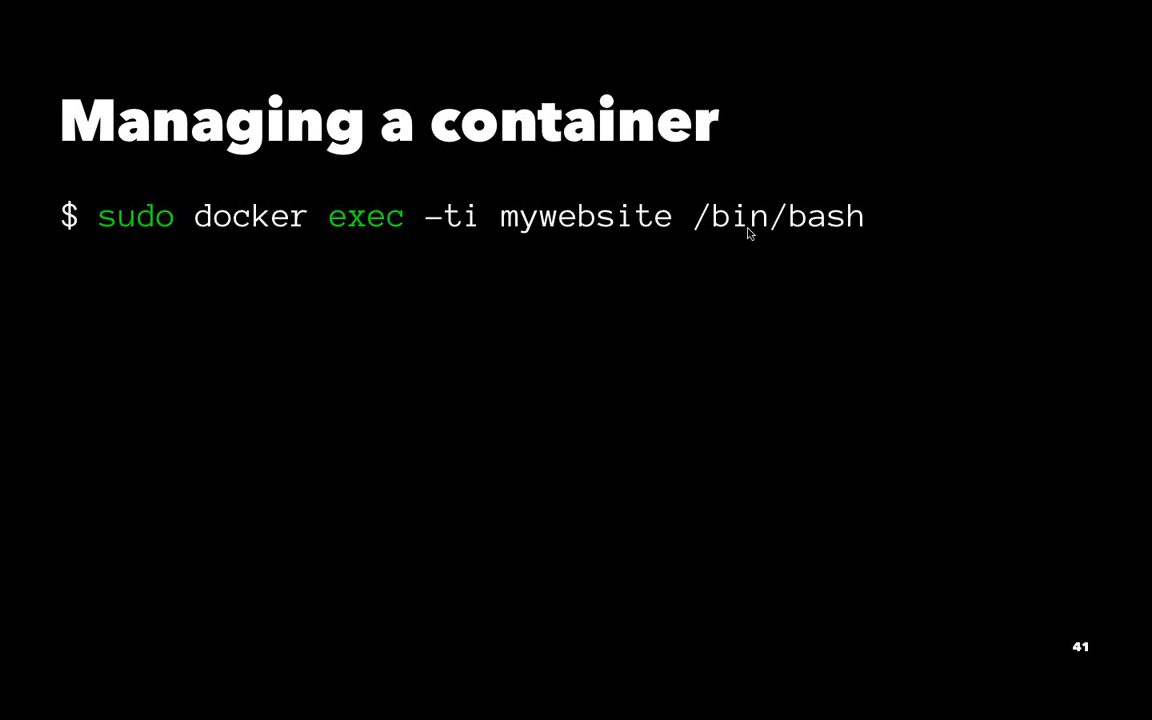 Managing a container
$ sudo docker exec -ti mywebsite /bin/bash
41